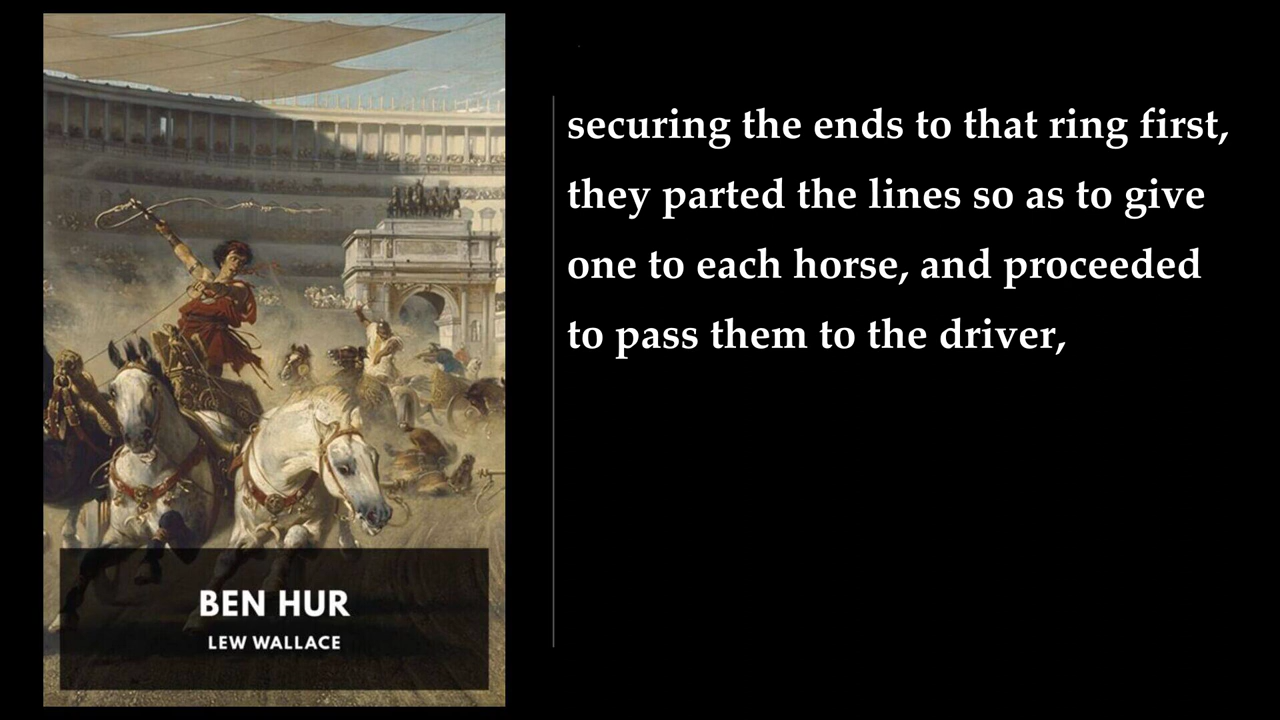 securing the ends to that ring first,
they parted the lines so as to give
one to each horse, and proceeded
to pass them to the driver,
BEN HUR
LEW WALLACE